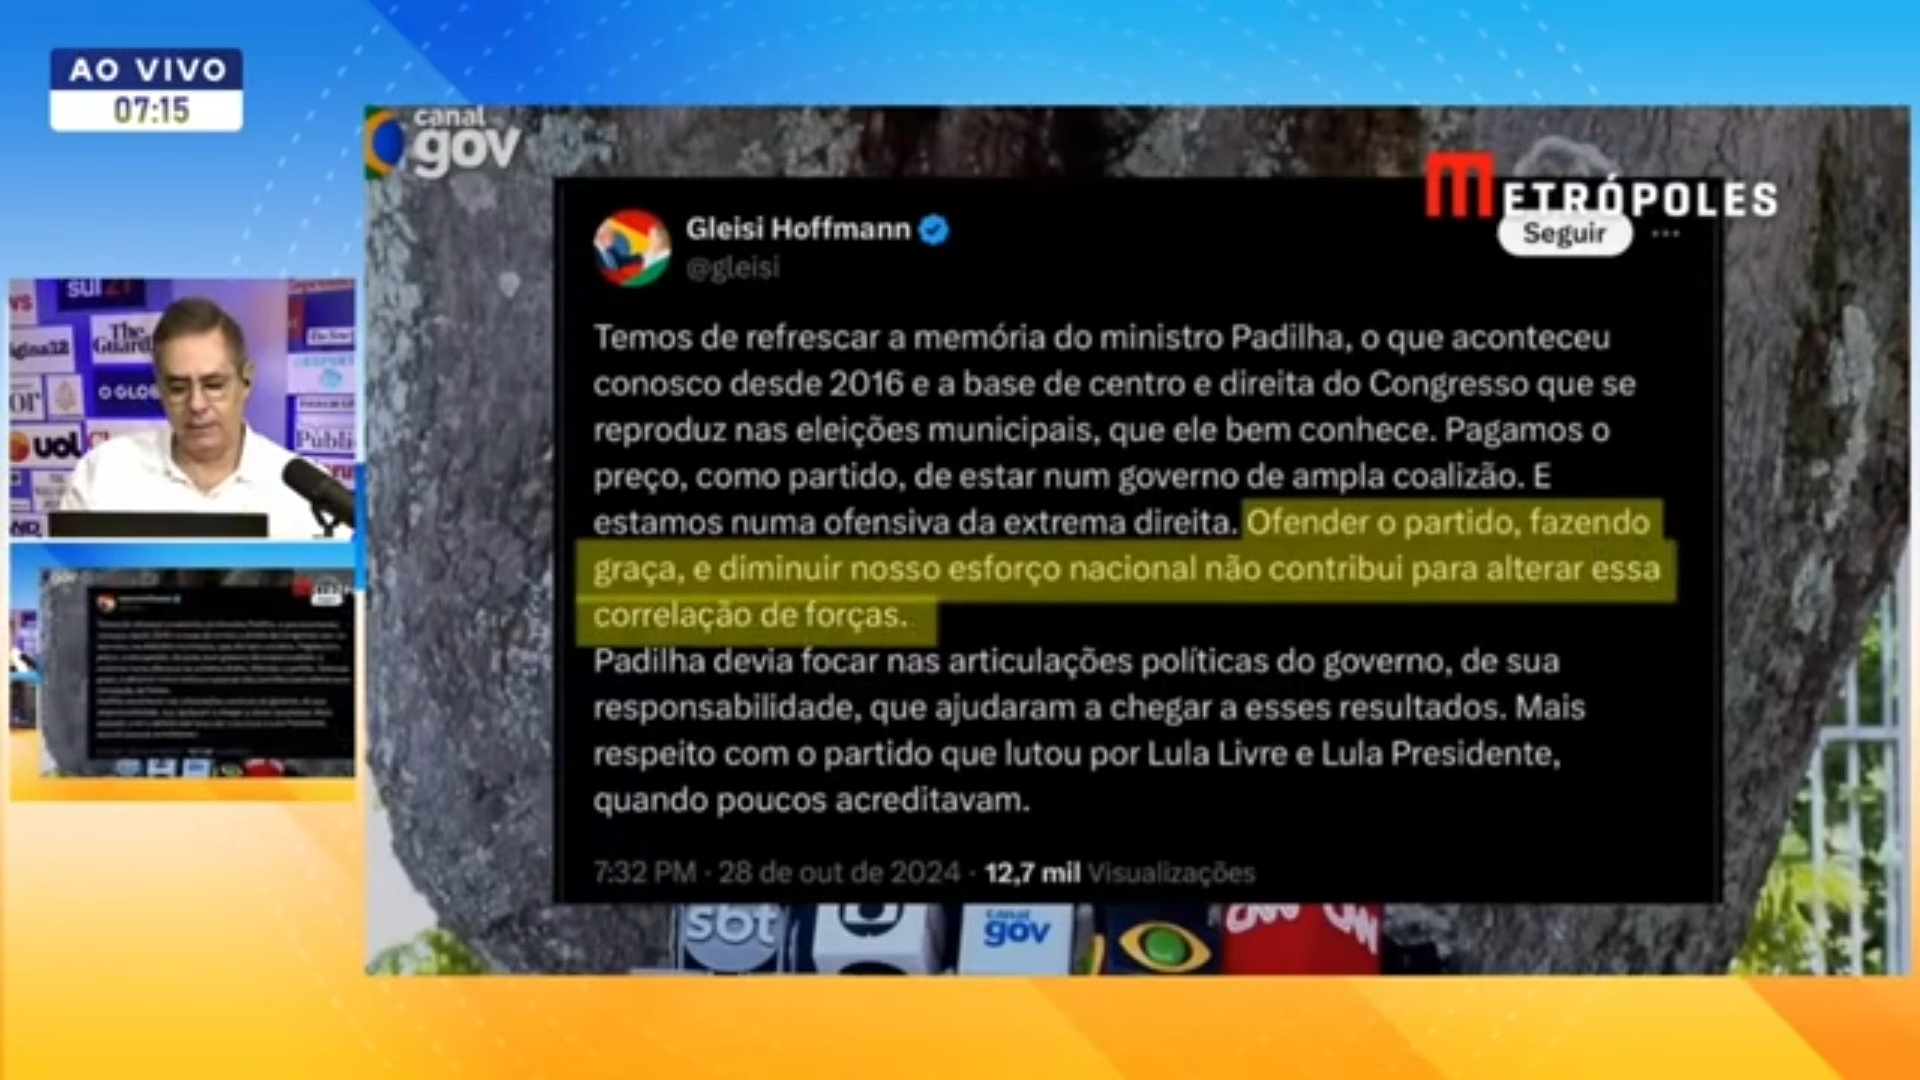 AO VIVO
07:15
canal
gov
METRÓPOLES
Gleisi Hoffmann
@gleisi
Seguir
Temos de refrescar a memória do ministro Padilha, o que aconteceu
conosco desde 2016 e a base de centro e direita do Congresso que se
reproduz nas eleições municipais, que ele bem conhece. Pagamos o
preço, como partido, de estar num governo de ampla coalizão. E
estamos numa ofensiva da extrema direita. Ofender o partido, fazendo
graça, e diminuir nosso esforço nacional não contribui para alterar essa
correlação de forças.
Padilha devia focar nas articulações políticas do governo, de sua
responsabilidade, que ajudaram a chegar a esses resultados. Mais
respeito com o partido que lutou por Lula Livre e Lula Presidente,
quando poucos acreditavam.
7:32 PM · 28 de out de 2024 · 12,7 mil Visualizações
sbt
canal
gov
CNN
sul21
The
O GLO
uol
Públi